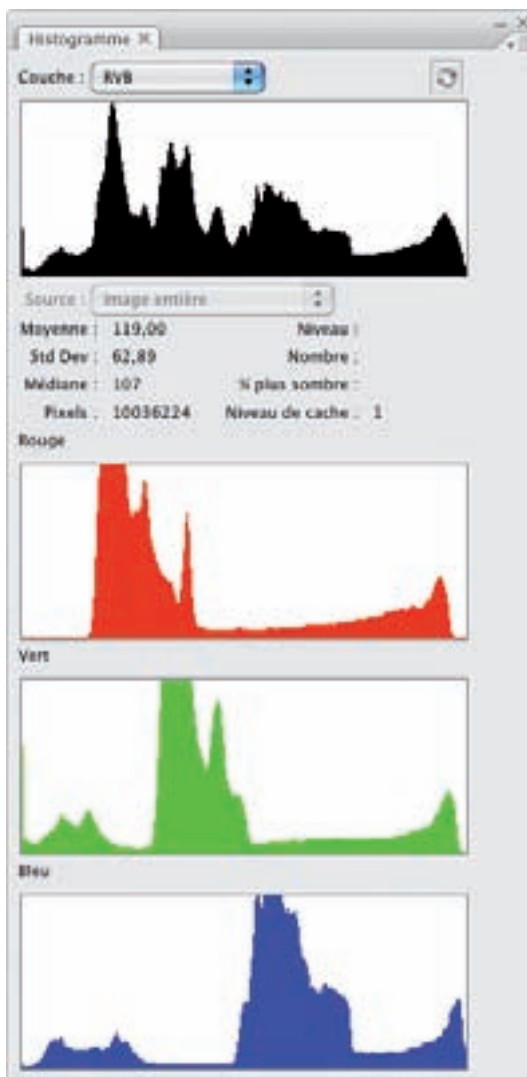 Histogramme
Couche : RVB
Source : Image entière
Moyenne : 119,00 Niveau :
Std Dev : 62,89 Nombre :
Médiane : 107 % plus sombre :
Pixels : 10036224 Niveau de cache : 1
Rouge
Vert
Bleu